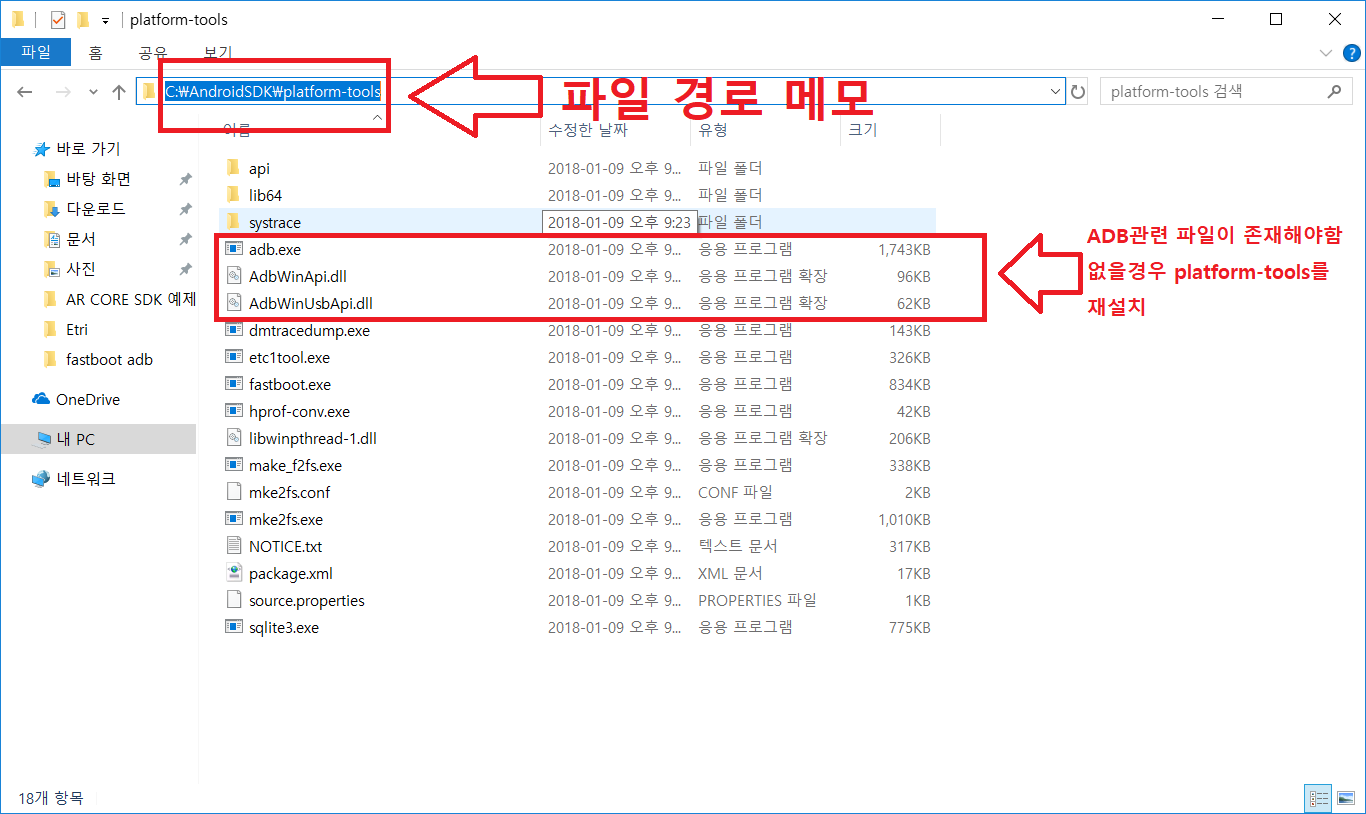 platform-tools
파일 홈 공유 보기
C:₩AndroidSDK₩platform-tools
파일 경로 메모
platform-tools 검색
이름 수정한 날짜 유형 크기
바로 가기
바탕 화면
다운로드
문서
사진
AR CORE SDK 예제
Etri
fastboot adb
OneDrive
내 PC
네트워크
api 2018-01-09 오후 9... 파일 폴더
lib64 2018-01-09 오후 9... 파일 폴더
systrace 2018-01-09 오후 9:23 파일 폴더
adb.exe 2018-01-09 오후 9... 응용 프로그램 1,743KB
AdbWinApi.dll 2018-01-09 오후 9... 응용 프로그램 확장 96KB
AdbWinUsbApi.dll 2018-01-09 오후 9... 응용 프로그램 확장 62KB
dmtracedump.exe 2018-01-09 오후 9... 응용 프로그램 143KB
etc1tool.exe 2018-01-09 오후 9... 응용 프로그램 326KB
fastboot.exe 2018-01-09 오후 9... 응용 프로그램 834KB
hprof-conv.exe 2018-01-09 오후 9... 응용 프로그램 42KB
libwinpthread-1.dll 2018-01-09 오후 9... 응용 프로그램 확장 206KB
make_f2fs.exe 2018-01-09 오후 9... 응용 프로그램 338KB
mke2fs.conf 2018-01-09 오후 9... CONF 파일 2KB
mke2fs.exe 2018-01-09 오후 9... 응용 프로그램 1,010KB
NOTICE.txt 2018-01-09 오후 9... 텍스트 문서 317KB
package.xml 2018-01-09 오후 9... XML 문서 17KB
source.properties 2018-01-09 오후 9... PROPERTIES 파일 1KB
sqlite3.exe 2018-01-09 오후 9... 응용 프로그램 775KB
ADB관련 파일이 존재해야함
없을경우 platform-tools를
재설치
18개 항목